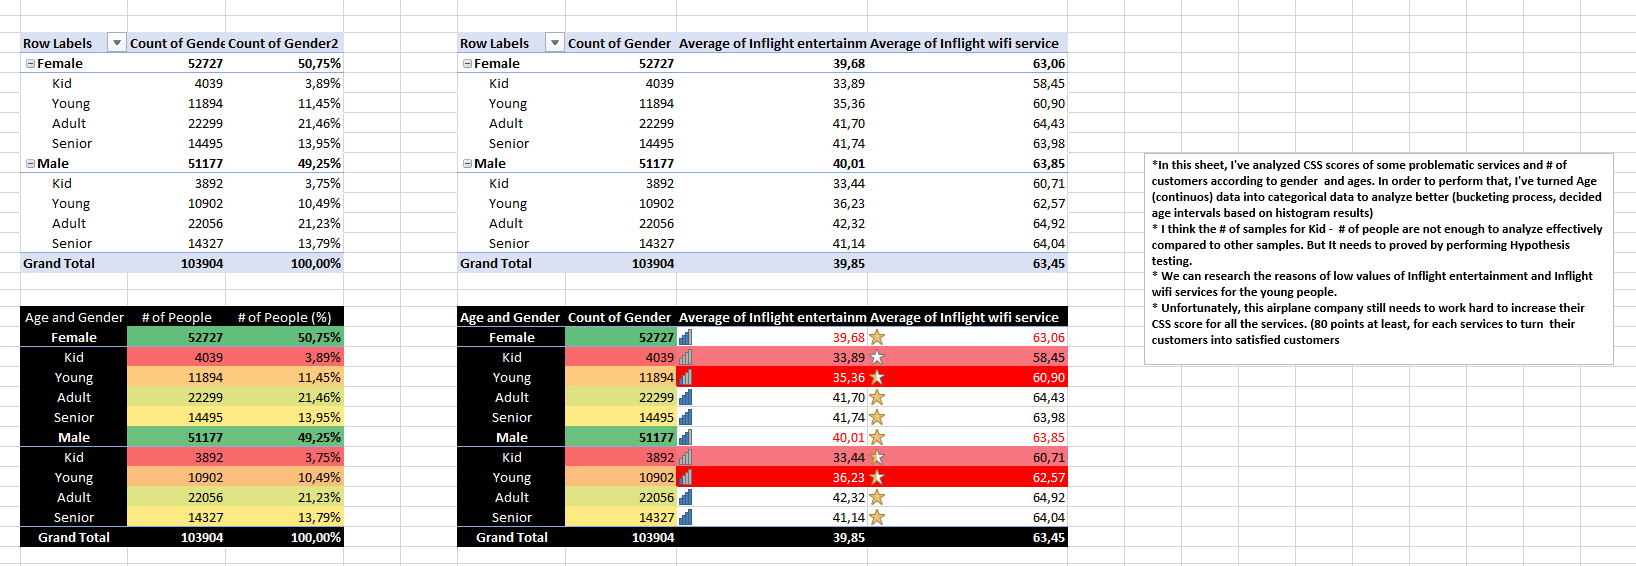 Row Labels Count of Gende Count of Gender2
Female 52727 50,75%
Kid 4039 3,89%
Young 11894 11,45%
Adult 22299 21,46%
Senior 14495 13,95%
Male 51177 49,25%
Kid 3892 3,75%
Young 10902 10,49%
Adult 22056 21,23%
Senior 14327 13,79%
Grand Total 103904 100,00%
Row Labels Count of Gender Average of Inflight entertainm Average of Inflight wifi service
Female 52727 39,68 63,06
Kid 4039 33,89 58,45
Young 11894 35,36 60,90
Adult 22299 41,70 64,43
Senior 14495 41,74 63,98
Male 51177 40,01 63,85
Kid 3892 33,44 60,71
Young 10902 36,23 62,57
Adult 22056 42,32 64,92
Senior 14327 41,14 64,04
Grand Total 103904 39,85 63,45
Age and Gender # of People # of People (%)
Female 52727 50,75%
Kid 4039 3,89%
Young 11894 11,45%
Adult 22299 21,46%
Senior 14495 13,95%
Male 51177 49,25%
Kid 3892 3,75%
Young 10902 10,49%
Adult 22056 21,23%
Senior 14327 13,79%
Grand Total 103904 100,00%
Age and Gender Count of Gender Average of Inflight entertainm Average of Inflight wifi service
Female 52727 39,68 63,06
Kid 4039 33,89 58,45
Young 11894 35,36 60,90
Adult 22299 41,70 64,43
Senior 14495 41,74 63,98
Male 51177 40,01 63,85
Kid 3892 33,44 60,71
Young 10902 36,23 62,57
Adult 22056 42,32 64,92
Senior 14327 41,14 64,04
Grand Total 103904 39,85 63,45
*In this sheet, I've analyzed CSS scores of some problematic services and # of
customers according to gender and ages. In order to perform that, I've turned Age
(continuos) data into categorical data to analyze better (bucketing process, decided
age intervals based on histogram results)
* I think the # of samples for Kid - # of people are not enough to analyze effectively
compared to other samples. But It needs to proved by performing Hypothesis
testing.
* We can research the reasons of low values of Inflight entertainment and Inflight
wifi services for the young people.
* Unfortunately, this airplane company still needs to work hard to increase their
CSS score for all the services. (80 points at least, for each services to turn their
customers into satisfied customers